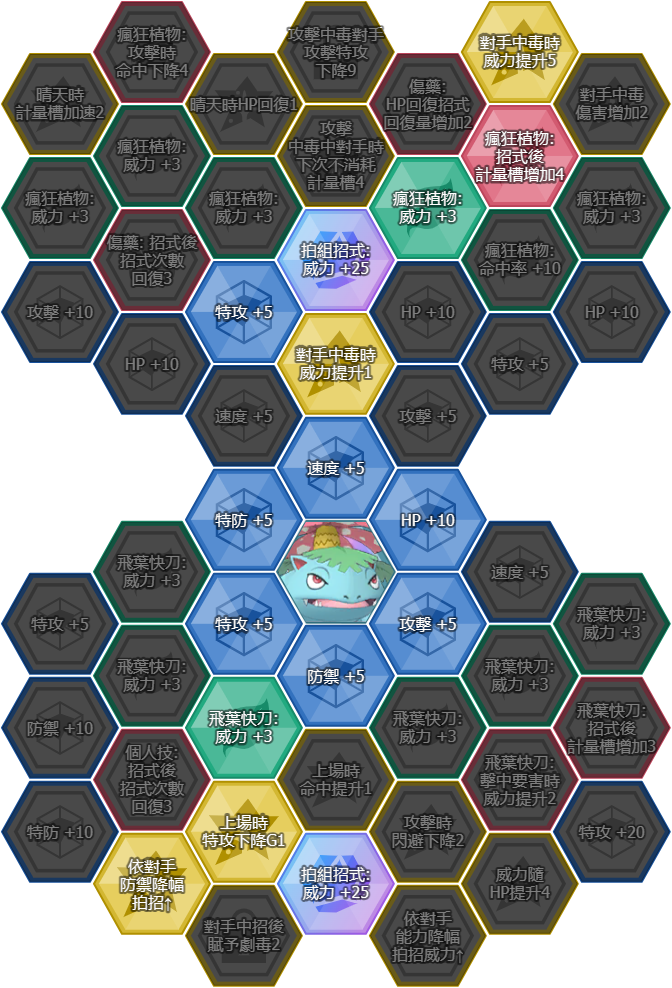 瘋狂植物:
攻擊時
命中下降4
攻擊中毒對手
攻擊特攻
下降9
對手中毒時
威力提升5
晴天時
計量槽加速2
晴天時HP回復1
傷藥:
HP回復招式
回復量增加2
對手中毒
傷害增加2
瘋狂植物:
威力 +3
攻擊
中毒中對手時
下次不消耗
計量槽4
瘋狂植物:
招式後
計量槽增加4
瘋狂植物:
威力 +3
瘋狂植物:
威力 +3
瘋狂植物:
威力 +3
瘋狂植物:
威力 +3
傷藥: 招式後
招式次數
回復3
拍組招式:
威力 +25
瘋狂植物:
命中率 +10
攻擊 +10
特攻 +5
HP +10
HP +10
HP +10
對手中毒時
威力提升1
特攻 +5
速度 +5
攻擊 +5
速度 +5
特防 +5
HP +10
飛葉快刀:
威力 +3
速度 +5
特攻 +5
特攻 +5
攻擊 +5
飛葉快刀:
威力 +3
飛葉快刀:
威力 +3
防禦 +5
飛葉快刀:
威力 +3
防禦 +10
飛葉快刀:
威力 +3
飛葉快刀:
威力 +3
飛葉快刀:
招式後
計量槽增加3
個人技:
招式後
招式次數
回復3
上場時
命中提升1
飛葉快刀:
擊中要害時
威力提升2
特防 +10
上場時
特攻下降G1
攻擊時
閃避下降2
特攻 +20
依對手
防禦降幅
拍招↑
拍組招式:
威力 +25
威力隨
HP提升4
對手中招後
賦予劇毒2
依對手
能力降幅
拍招威力↑